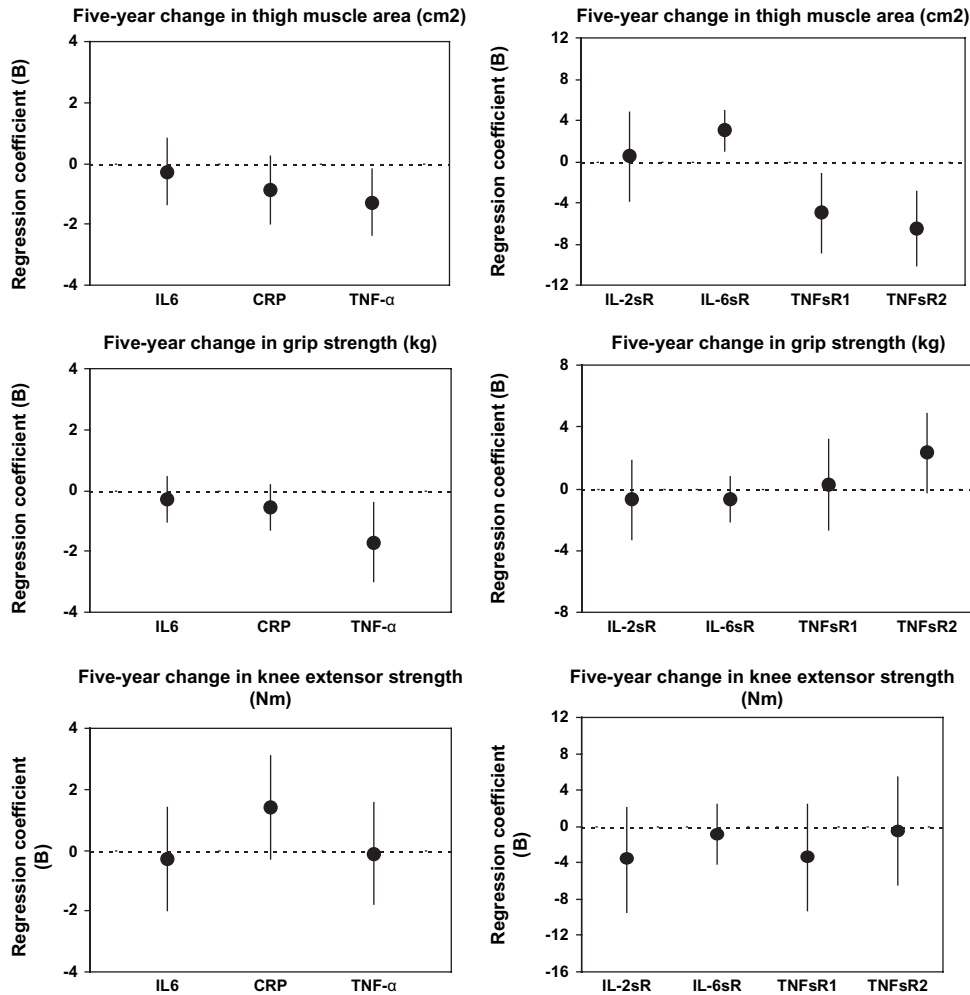 Five-year change in thigh muscle area (cm2)
Regression coefficient (B)
4
2
0
-2
-4
IL6 CRP TNF-α
Five-year change in thigh muscle area (cm2)
Regression coefficient (B)
12
8
4
0
-4
-8
-12
IL-2sR IL-6sR TNFsR1 TNFsR2
Five-year change in grip strength (kg)
Regression coefficient (B)
4
2
0
-2
-4
IL6 CRP TNF-α
Five-year change in grip strength (kg)
Regression coefficient (B)
8
4
0
-4
-8
IL-2sR IL-6sR TNFsR1 TNFsR2
Five-year change in knee extensor strength
(Nm)
Regression coefficient
(B)
4
2
0
-2
-4
IL6 CRP TNF-α
Five-year change in knee extensor strength
(Nm)
Regression coefficient
(B)
12
8
4
0
-4
-8
-12
-16
IL-2sR IL-6sR TNFsR1 TNFsR2